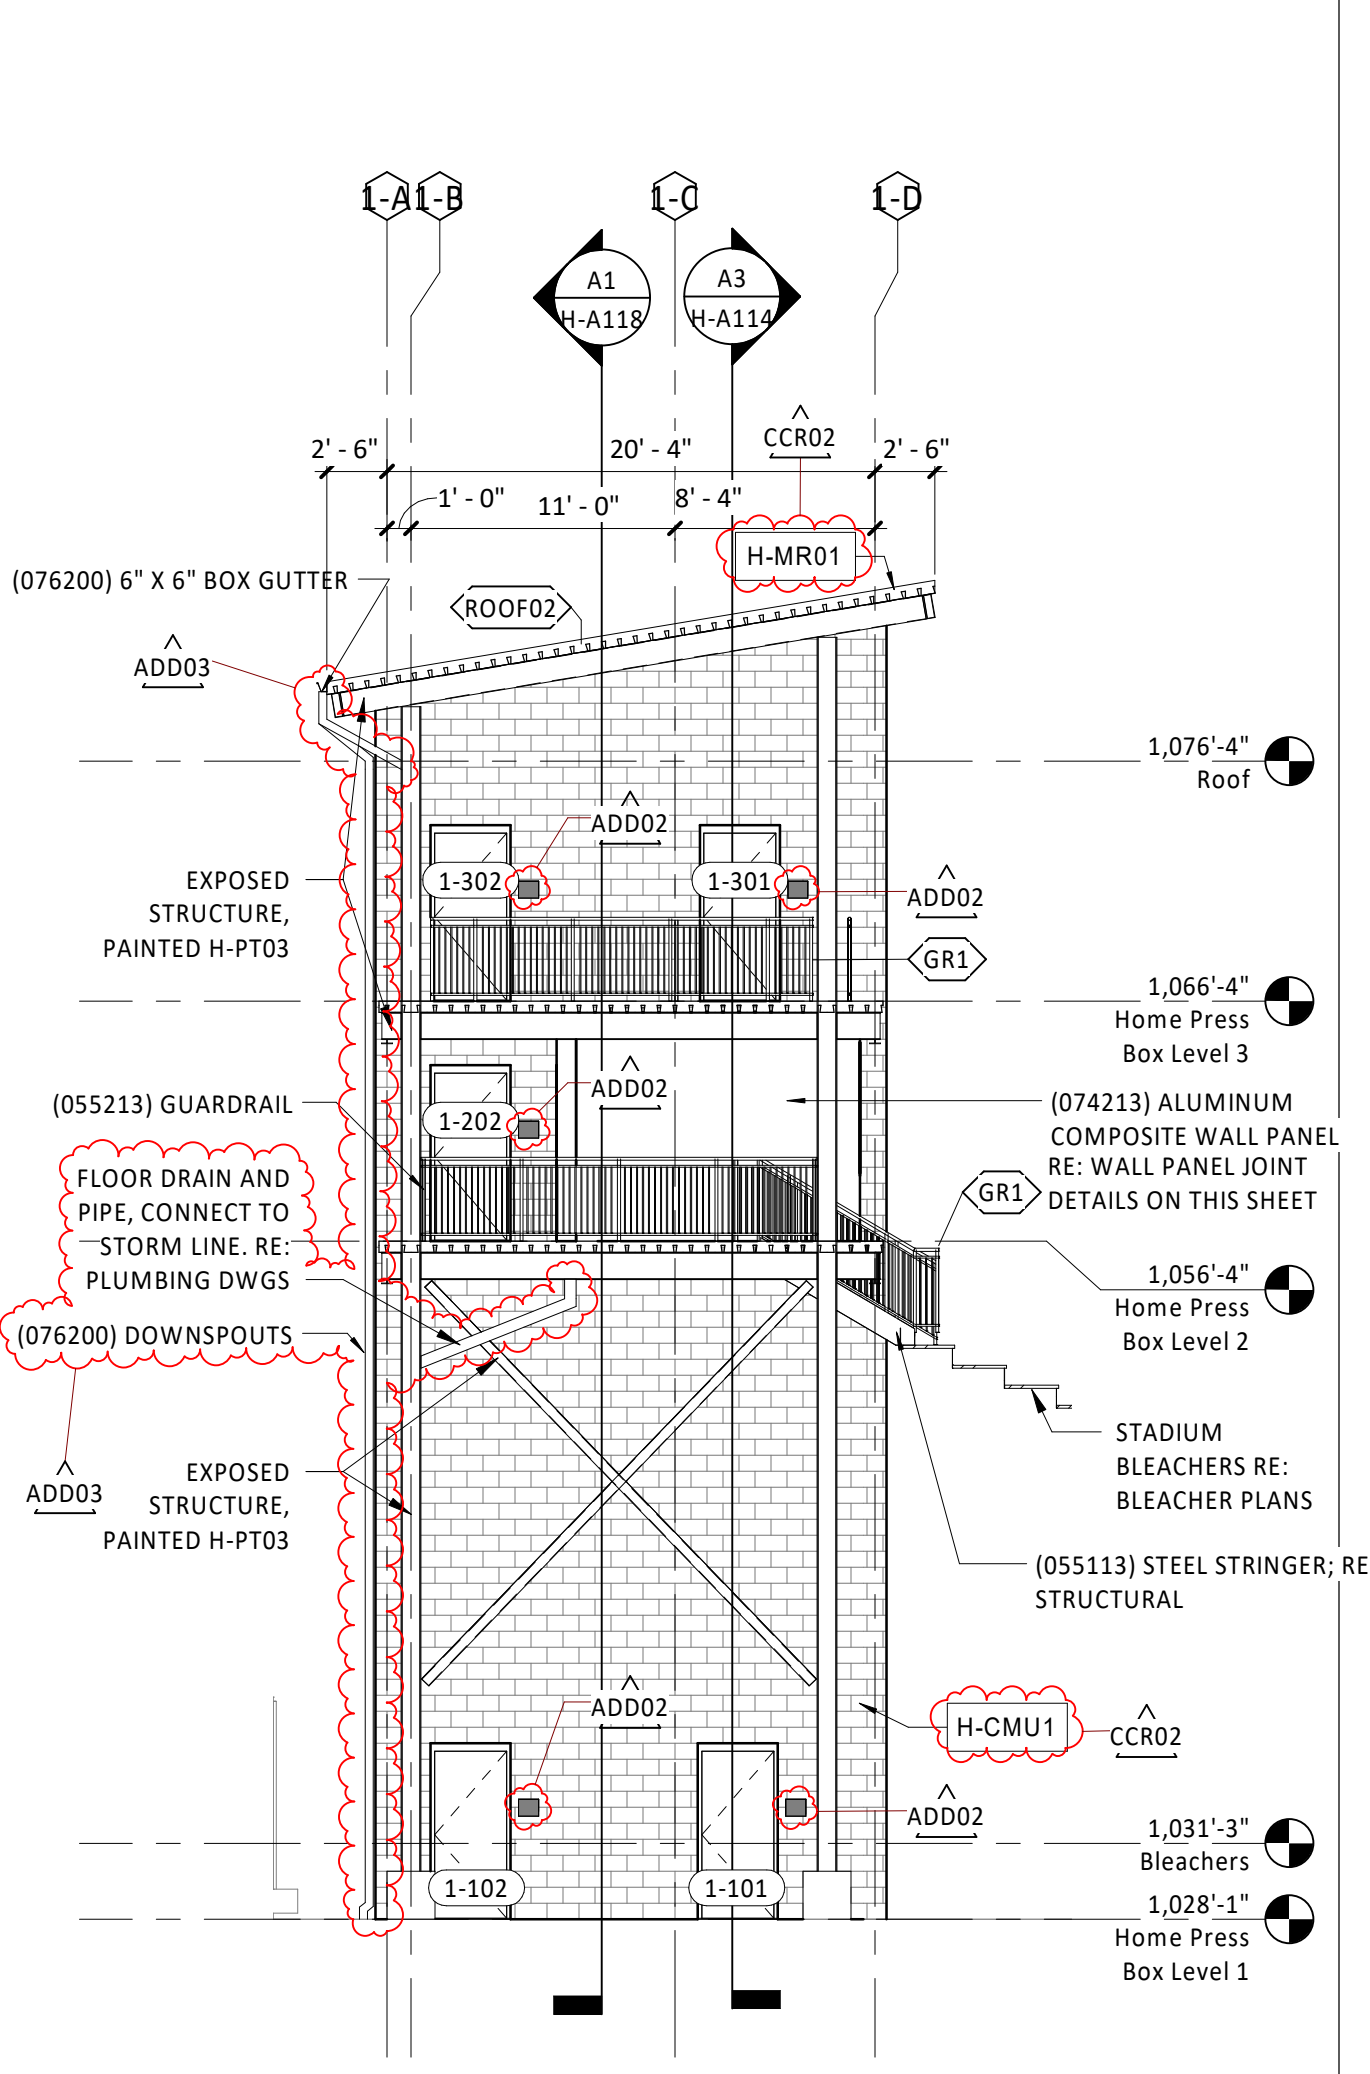 1-A
1-B
1-C
1-D
A1
H-A118
A3
H-A114
CCR02
2' - 6"
20' - 4"
2' - 6"
1' - 0"
11' - 0"
8' - 4"
H-MR01
(076200) 6" X 6" BOX GUTTER
ROOF02
ADD03
1,076'-4"
Roof
ADD02
1-302
1-301
ADD02
EXPOSED
STRUCTURE,
PAINTED H-PT03
GR1
1,066'-4"
Home Press
Box Level 3
ADD02
(055213) GUARDRAIL
1-202
(074213) ALUMINUM
COMPOSITE WALL PANEL
RE: WALL PANEL JOINT
DETAILS ON THIS SHEET
GR1
FLOOR DRAIN AND
PIPE, CONNECT TO
STORM LINE. RE:
PLUMBING DWGS
1,056'-4"
Home Press
Box Level 2
(076200) DOWNSPOUTS
STADIUM
BLEACHERS RE:
BLEACHER PLANS
ADD03
EXPOSED
STRUCTURE,
PAINTED H-PT03
(055113) STEEL STRINGER; RE
STRUCTURAL
ADD02
H-CMU1
CCR02
ADD02
1,031'-3"
Bleachers
1-102
1-101
1,028'-1"
Home Press
Box Level 1